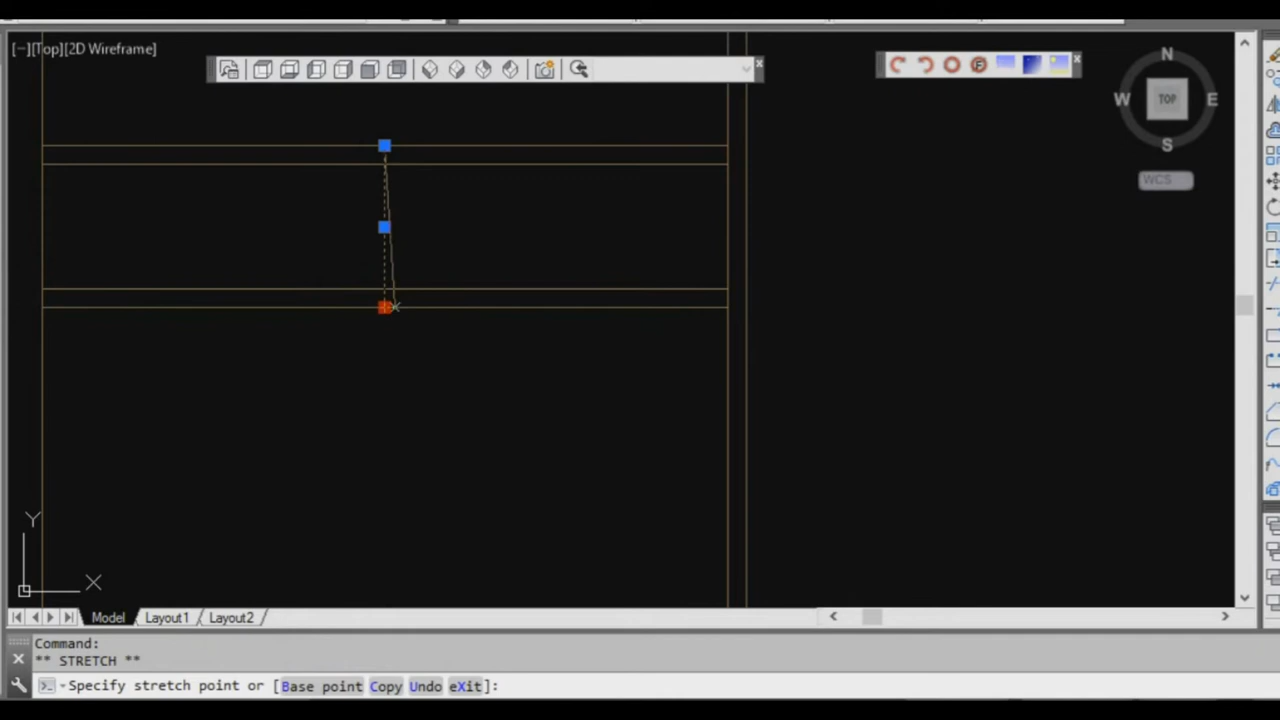 [−][Top][2D Wireframe]
N
W TOP E
S
WCS
Y
X
Model Layout1 Layout2
Command:
** STRETCH **
Specify stretch point or [Base point Copy Undo eXit]: